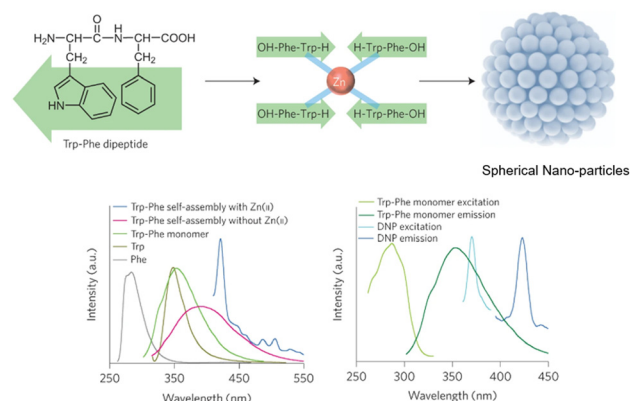 O
H
H₂N
N
COOH
CH₂
CH₂
HN
Trp-Phe dipeptide
OH-Phe-Trp-H
H-Trp-Phe-OH
Zn
OH-Phe-Trp-H
H-Trp-Phe-OH
Spherical Nano-particles
Trp-Phe self-assembly with Zn(II)
Trp-Phe self-assembly without Zn(II)
Trp-Phe monomer
Trp
Phe
Intensity (a.u.)
250
350
450
550
Wavelength (nm)
Trp-Phe monomer excitation
Trp-Phe monomer emission
DNP excitation
DNP emission
Intensity (a.u.)
250
300
350
400
450
Wavelength (nm)